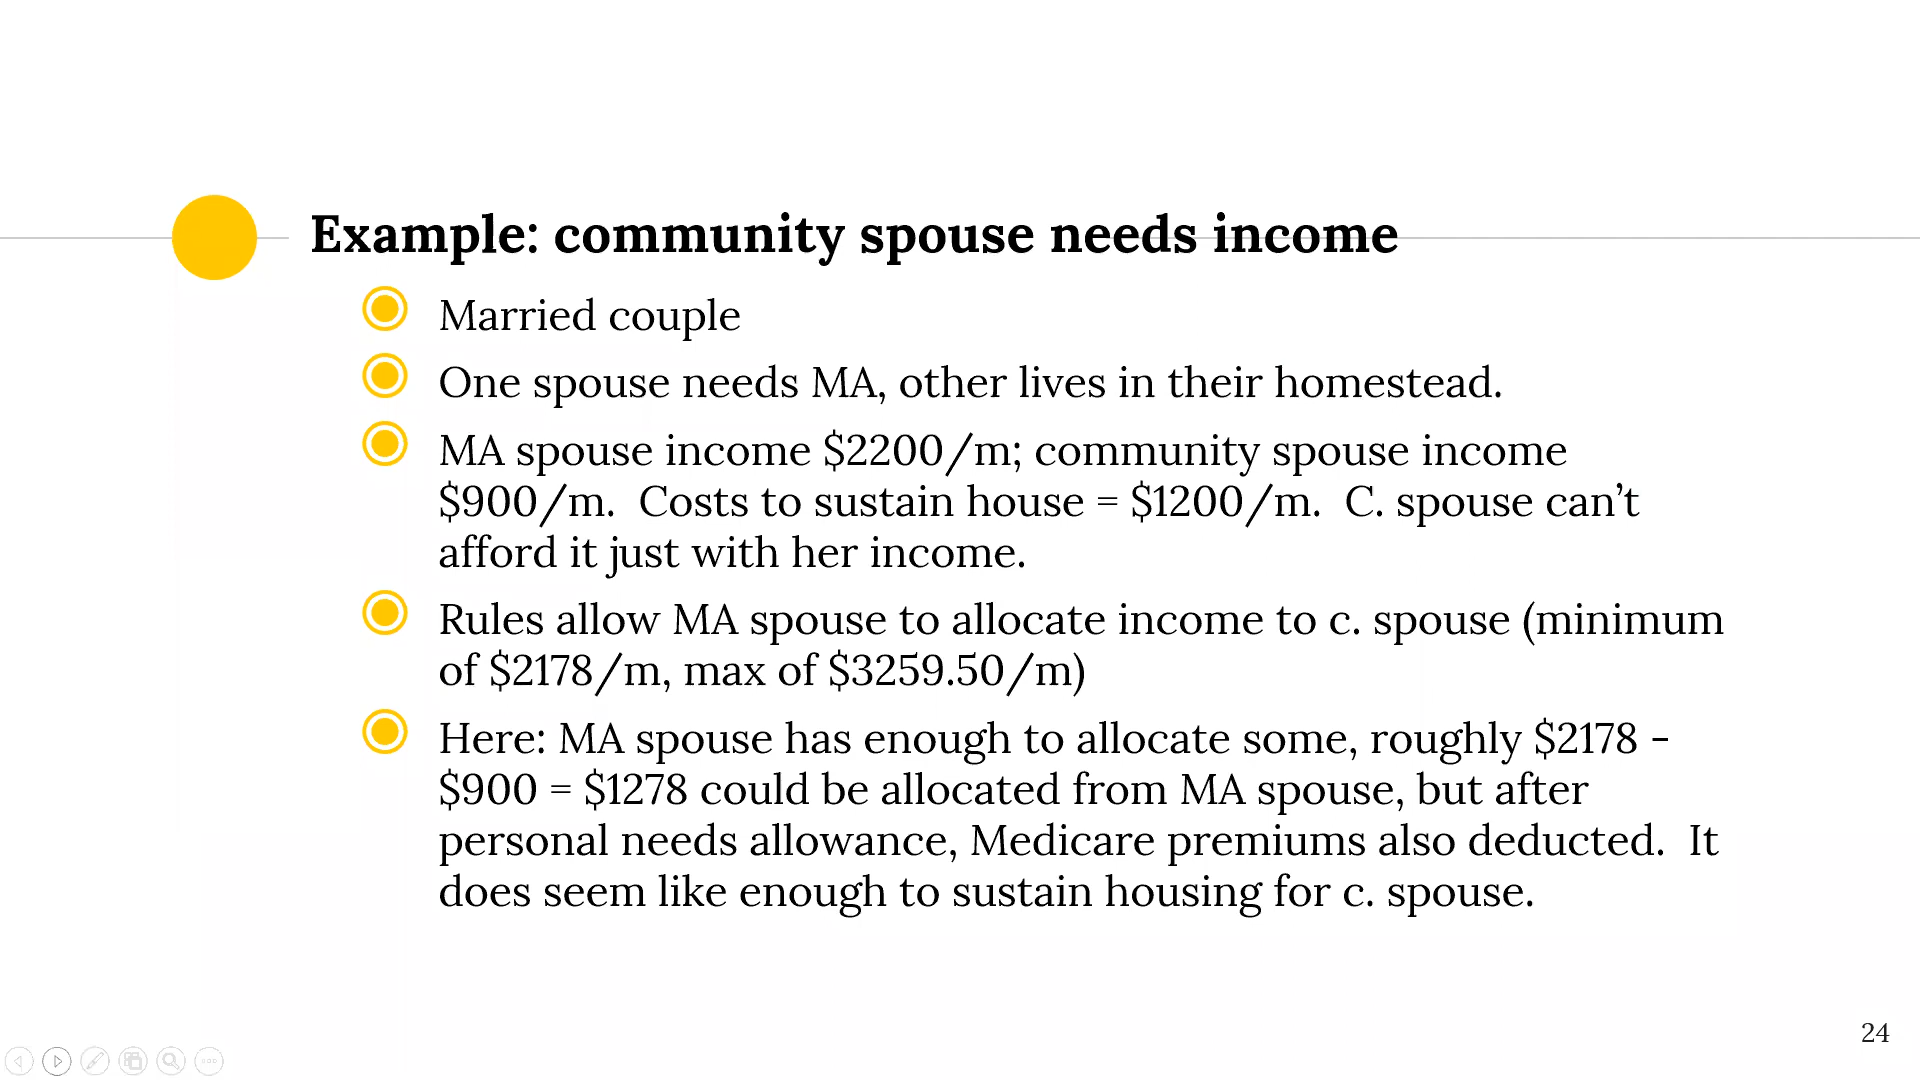 Example: community spouse needs income
Married couple
One spouse needs MA, other lives in their homestead.
MA spouse income $2200/m; community spouse income
$900/m.  Costs to sustain house = $1200/m.  C. spouse can’t
afford it just with her income.
Rules allow MA spouse to allocate income to c. spouse (minimum
of $2178/m, max of $3259.50/m)
Here: MA spouse has enough to allocate some, roughly $2178 -
$900 = $1278 could be allocated from MA spouse, but after
personal needs allowance, Medicare premiums also deducted.  It
does seem like enough to sustain housing for c. spouse.
24